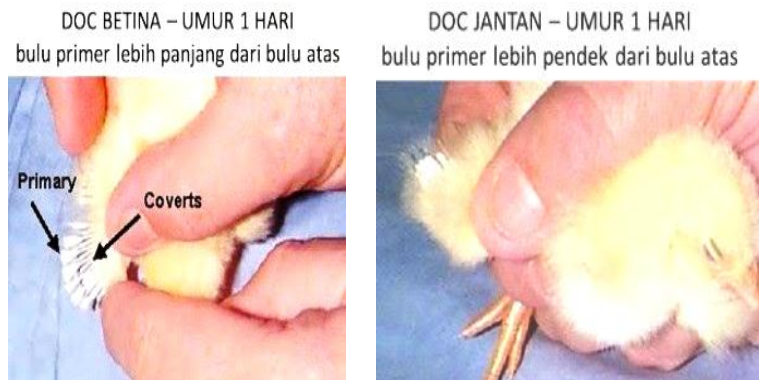 DOC BETINA – UMUR 1 HARI
bulu primer lebih panjang dari bulu atas
Primary
Coverts
DOC JANTAN – UMUR 1 HARI
bulu primer lebih pendek dari bulu atas